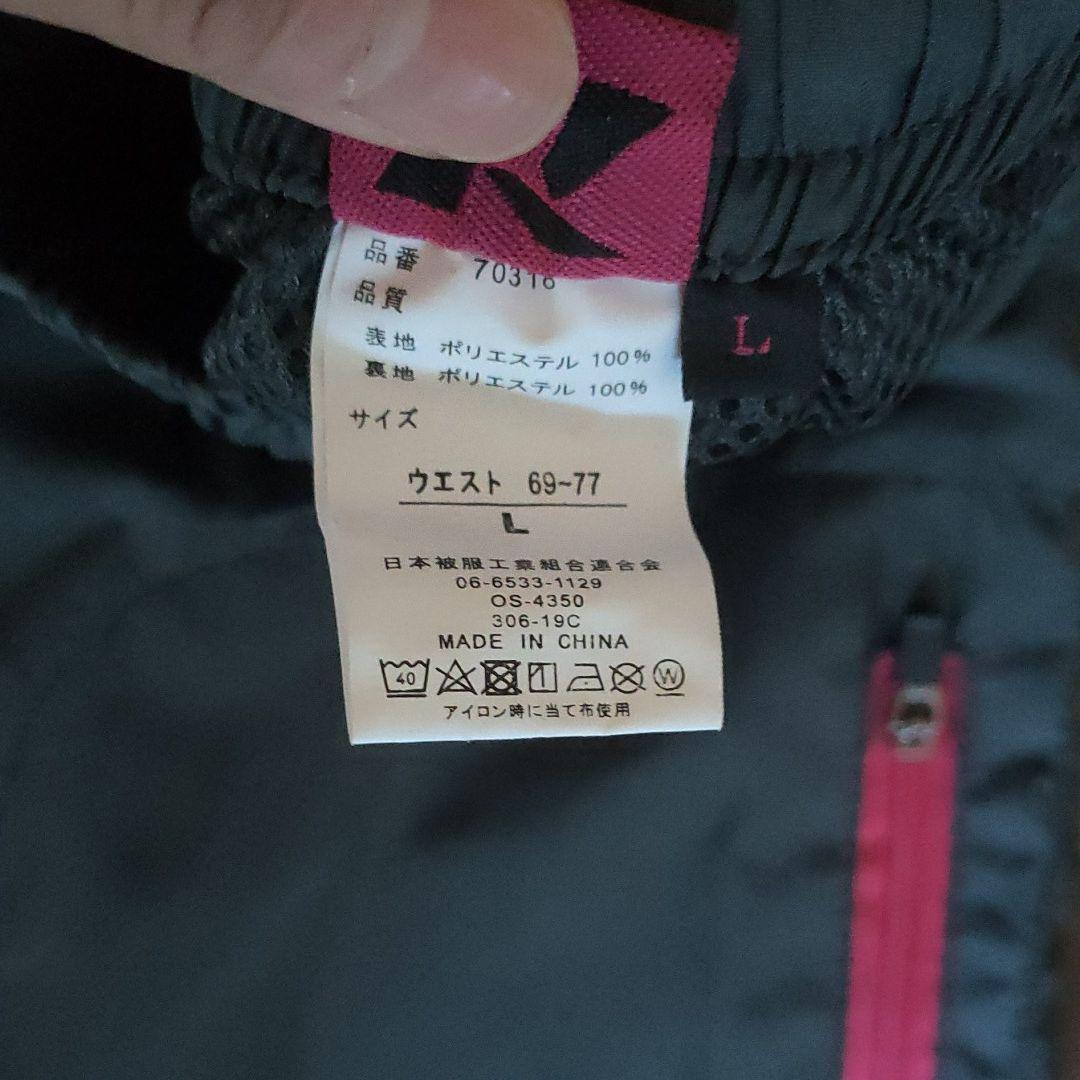 品番 70316
品質
表地 ポリエステル 100%
裏地 ポリエステル 100%
L
サイズ
ウエスト 69~77
L
日本被服工業組合連合会
06-6533-1129
OS-4350
306-19C
MADE IN CHINA
40 W
アイロン時に当て布使用